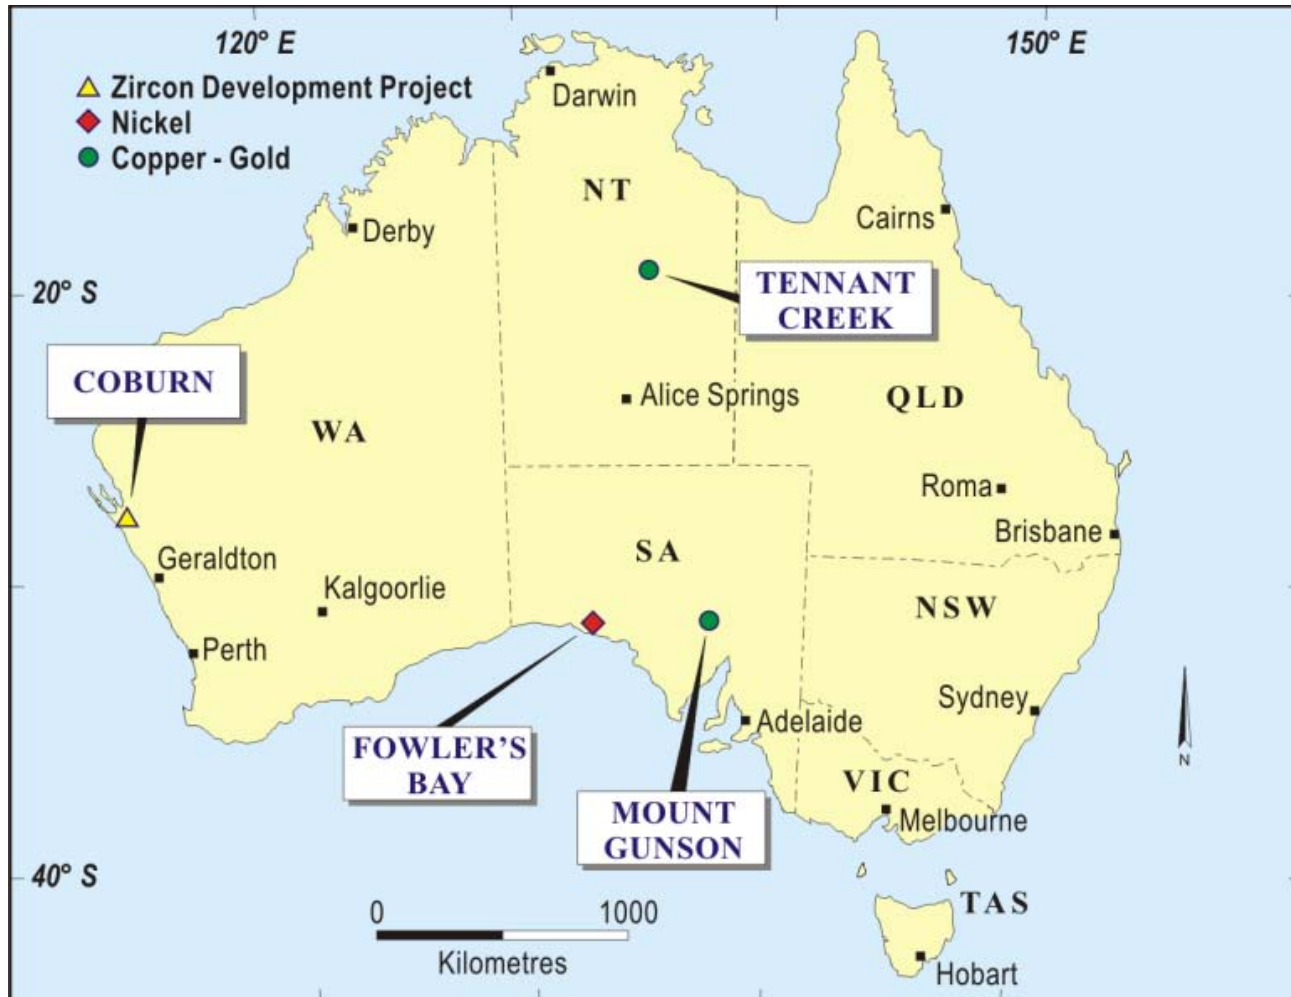 120° E
150° E
Zircon Development Project
Nickel
Copper - Gold
Darwin
NT
Cairns
Derby
20° S
TENNANT
CREEK
COBURN
Alice Springs
QLD
WA
Roma
Brisbane
SA
Geraldton
Kalgoorlie
NSW
Perth
Sydney
Adelaide
FOWLER'S
BAY
VIC
MOUNT
GUNSON
Melbourne
N
40° S
TAS
0
1000
Kilometres
Hobart